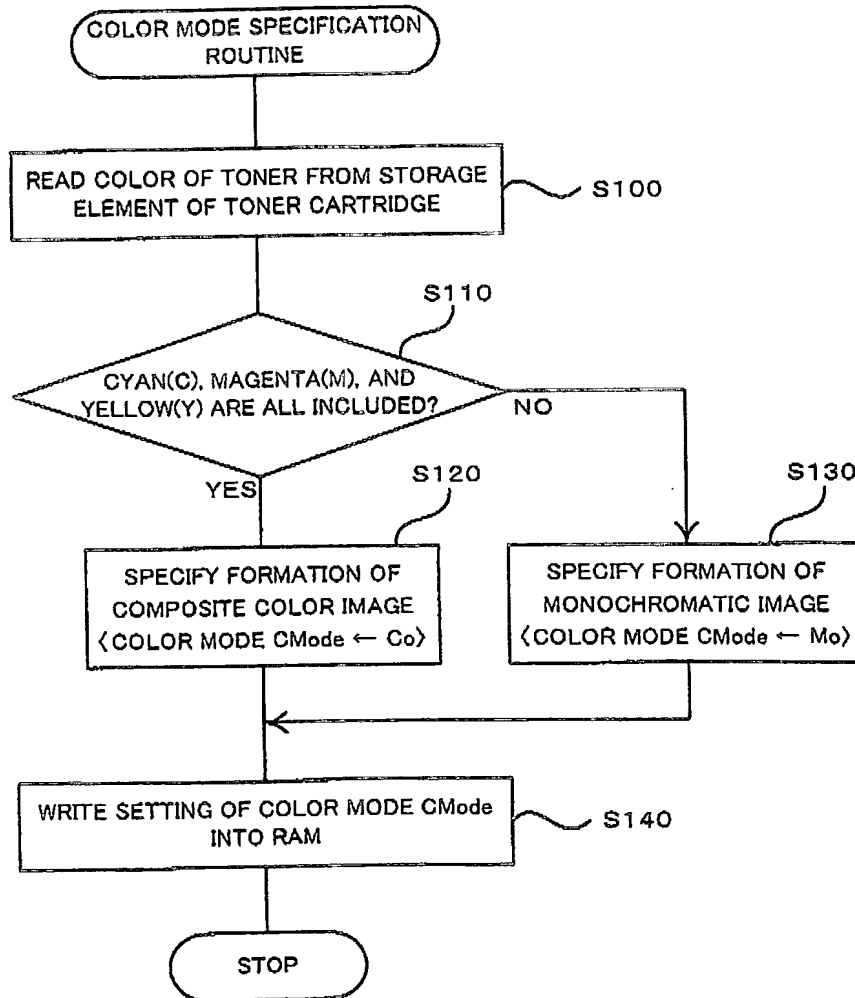 COLOR MODE SPECIFICATION
ROUTINE
READ COLOR OF TONER FROM STORAGE
ELEMENT OF TONER CARTRIDGE
S100
S110
CYAN(C), MAGENTA(M), AND
YELLOW(Y) ARE ALL INCLUDED?
NO
YES
S120
S130
SPECIFY FORMATION OF
COMPOSITE COLOR IMAGE
〈COLOR MODE CMode ← Co〉
SPECIFY FORMATION OF
MONOCHROMATIC IMAGE
〈COLOR MODE CMode ← Mo〉
WRITE SETTING OF COLOR MODE CMode
INTO RAM
S140
STOP